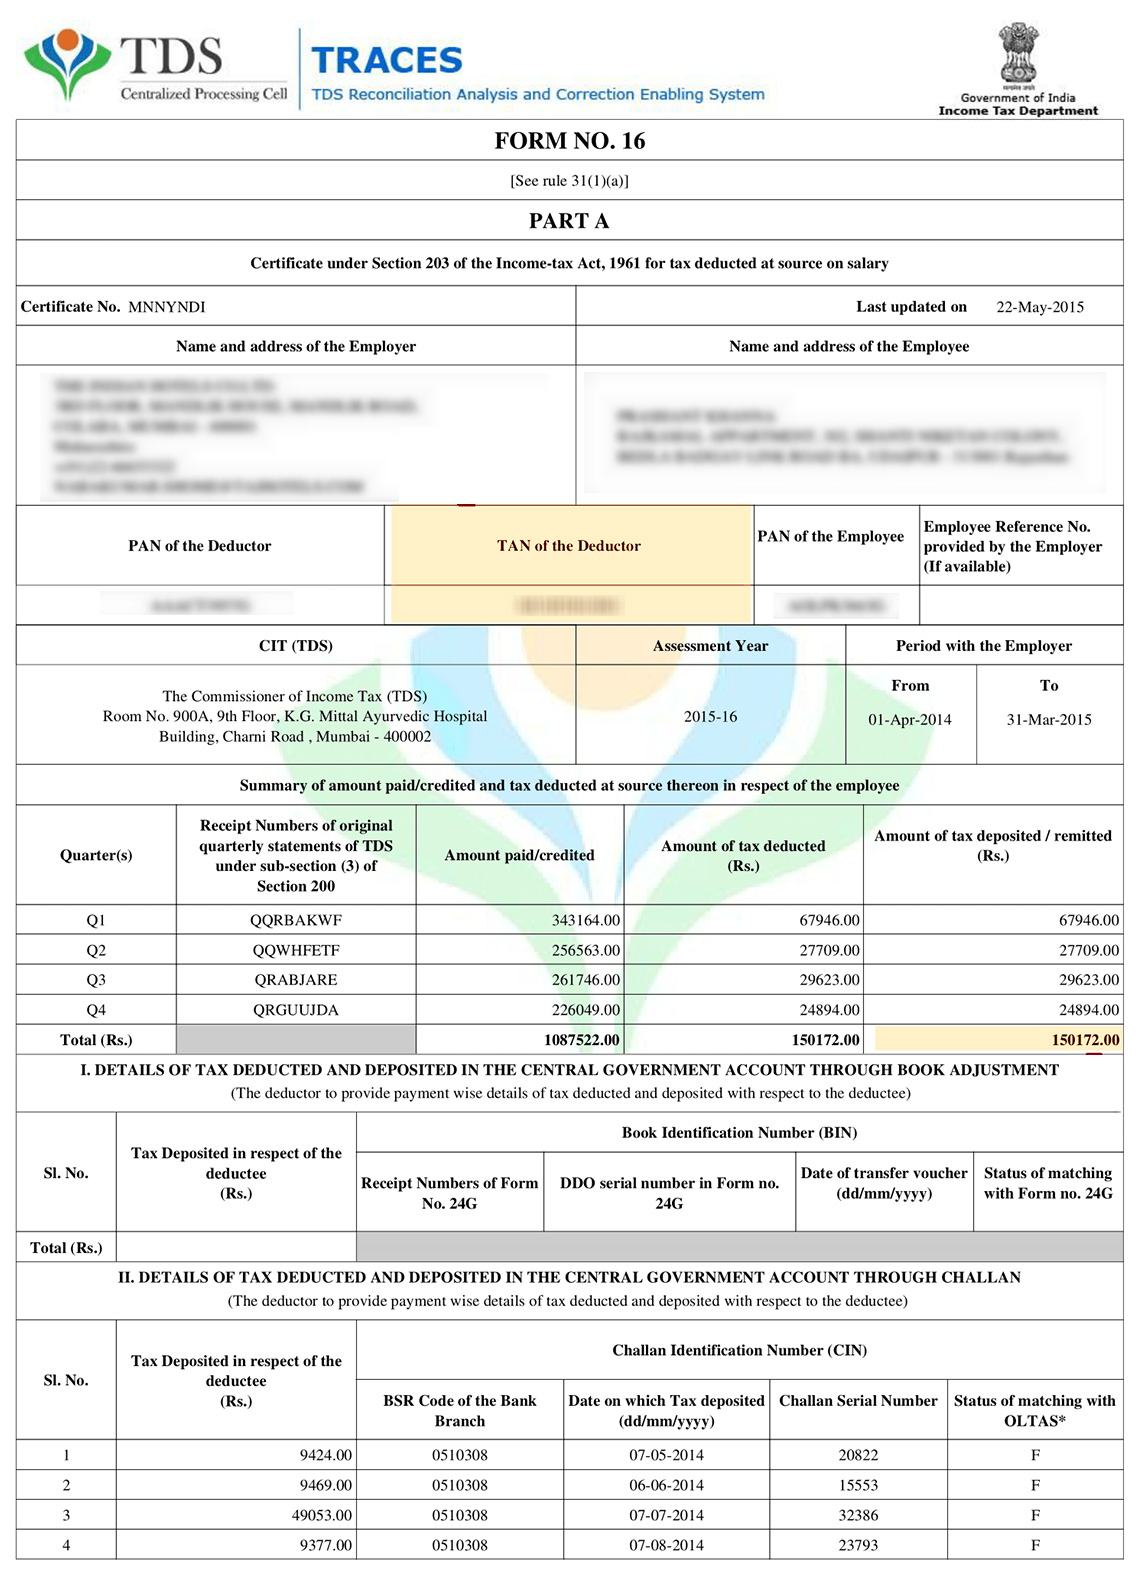 TDS
Centralized Processing Cell
TRACES
TDS Reconciliation Analysis and Correction Enabling System
सत्यमेव जयते
Government of India
Income Tax Department
FORM NO. 16
[See rule 31(1)(a)]
PART A
Certificate under Section 203 of the Income-tax Act, 1961 for tax deducted at source on salary
Certificate No. MNNYNDI Last updated on 22-May-2015
Name and address of the Employer Name and address of the Employee
PAN of the Deductor TAN of the Deductor PAN of the Employee Employee Reference No.
provided by the Employer
(If available)
CIT (TDS) Assessment Year Period with the Employer
The Commissioner of Income Tax (TDS)
Room No. 900A, 9th Floor, K.G. Mittal Ayurvedic Hospital
Building, Charni Road , Mumbai - 400002
2015-16
From To
01-Apr-2014 31-Mar-2015
Summary of amount paid/credited and tax deducted at source thereon in respect of the employee
Quarter(s)
Receipt Numbers of original
quarterly statements of TDS
under sub-section (3) of
Section 200
Amount paid/credited
Amount of tax deducted
(Rs.)
Amount of tax deposited / remitted
(Rs.)
Q1 QQRBAKWF 343164.00 67946.00 67946.00
Q2 QQWHFETF 256563.00 27709.00 27709.00
Q3 QRABJARE 261746.00 29623.00 29623.00
Q4 QRGUUJDA 226049.00 24894.00 24894.00
Total (Rs.) 1087522.00 150172.00 150172.00
I. DETAILS OF TAX DEDUCTED AND DEPOSITED IN THE CENTRAL GOVERNMENT ACCOUNT THROUGH BOOK ADJUSTMENT
(The deductor to provide payment wise details of tax deducted and deposited with respect to the deductee)
Sl. No.
Tax Deposited in respect of the
deductee
(Rs.)
Book Identification Number (BIN)
Receipt Numbers of Form
No. 24G
DDO serial number in Form no.
24G
Date of transfer voucher
(dd/mm/yyyy)
Status of matching
with Form no. 24G
Total (Rs.)
II. DETAILS OF TAX DEDUCTED AND DEPOSITED IN THE CENTRAL GOVERNMENT ACCOUNT THROUGH CHALLAN
(The deductor to provide payment wise details of tax deducted and deposited with respect to the deductee)
Sl. No.
Tax Deposited in respect of the
deductee
(Rs.)
Challan Identification Number (CIN)
BSR Code of the Bank
Branch
Date on which Tax deposited
(dd/mm/yyyy)
Challan Serial Number
Status of matching with
OLTAS*
1 9424.00 0510308 07-05-2014 20822 F
2 9469.00 0510308 06-06-2014 15553 F
3 49053.00 0510308 07-07-2014 32386 F
4 9377.00 0510308 07-08-2014 23793 F